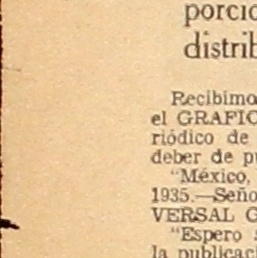 porcio
distrib
Recibimo
el GRAFIC
riódico de
deber de pu
"México,
1935.—Seño
VERSAL G
"Espero s
la publicaci